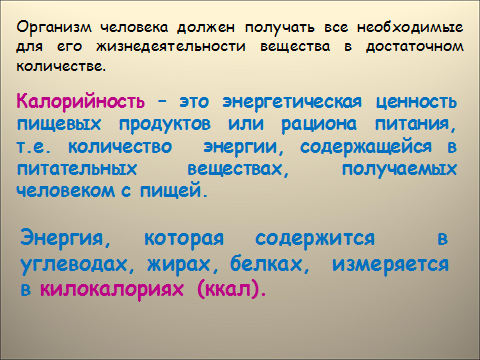 Организм человека должен получать все необходимые
для его жизнедеятельности вещества в достаточном
количестве.
Калорийность – это энергетическая ценность
пищевых продуктов или рациона питания,
т.е. количество энергии, содержащейся в
питательных веществах, получаемых
человеком с пищей.
Энергия, которая содержится в
углеводах, жирах, белках, измеряется
в килокалориях (ккал).